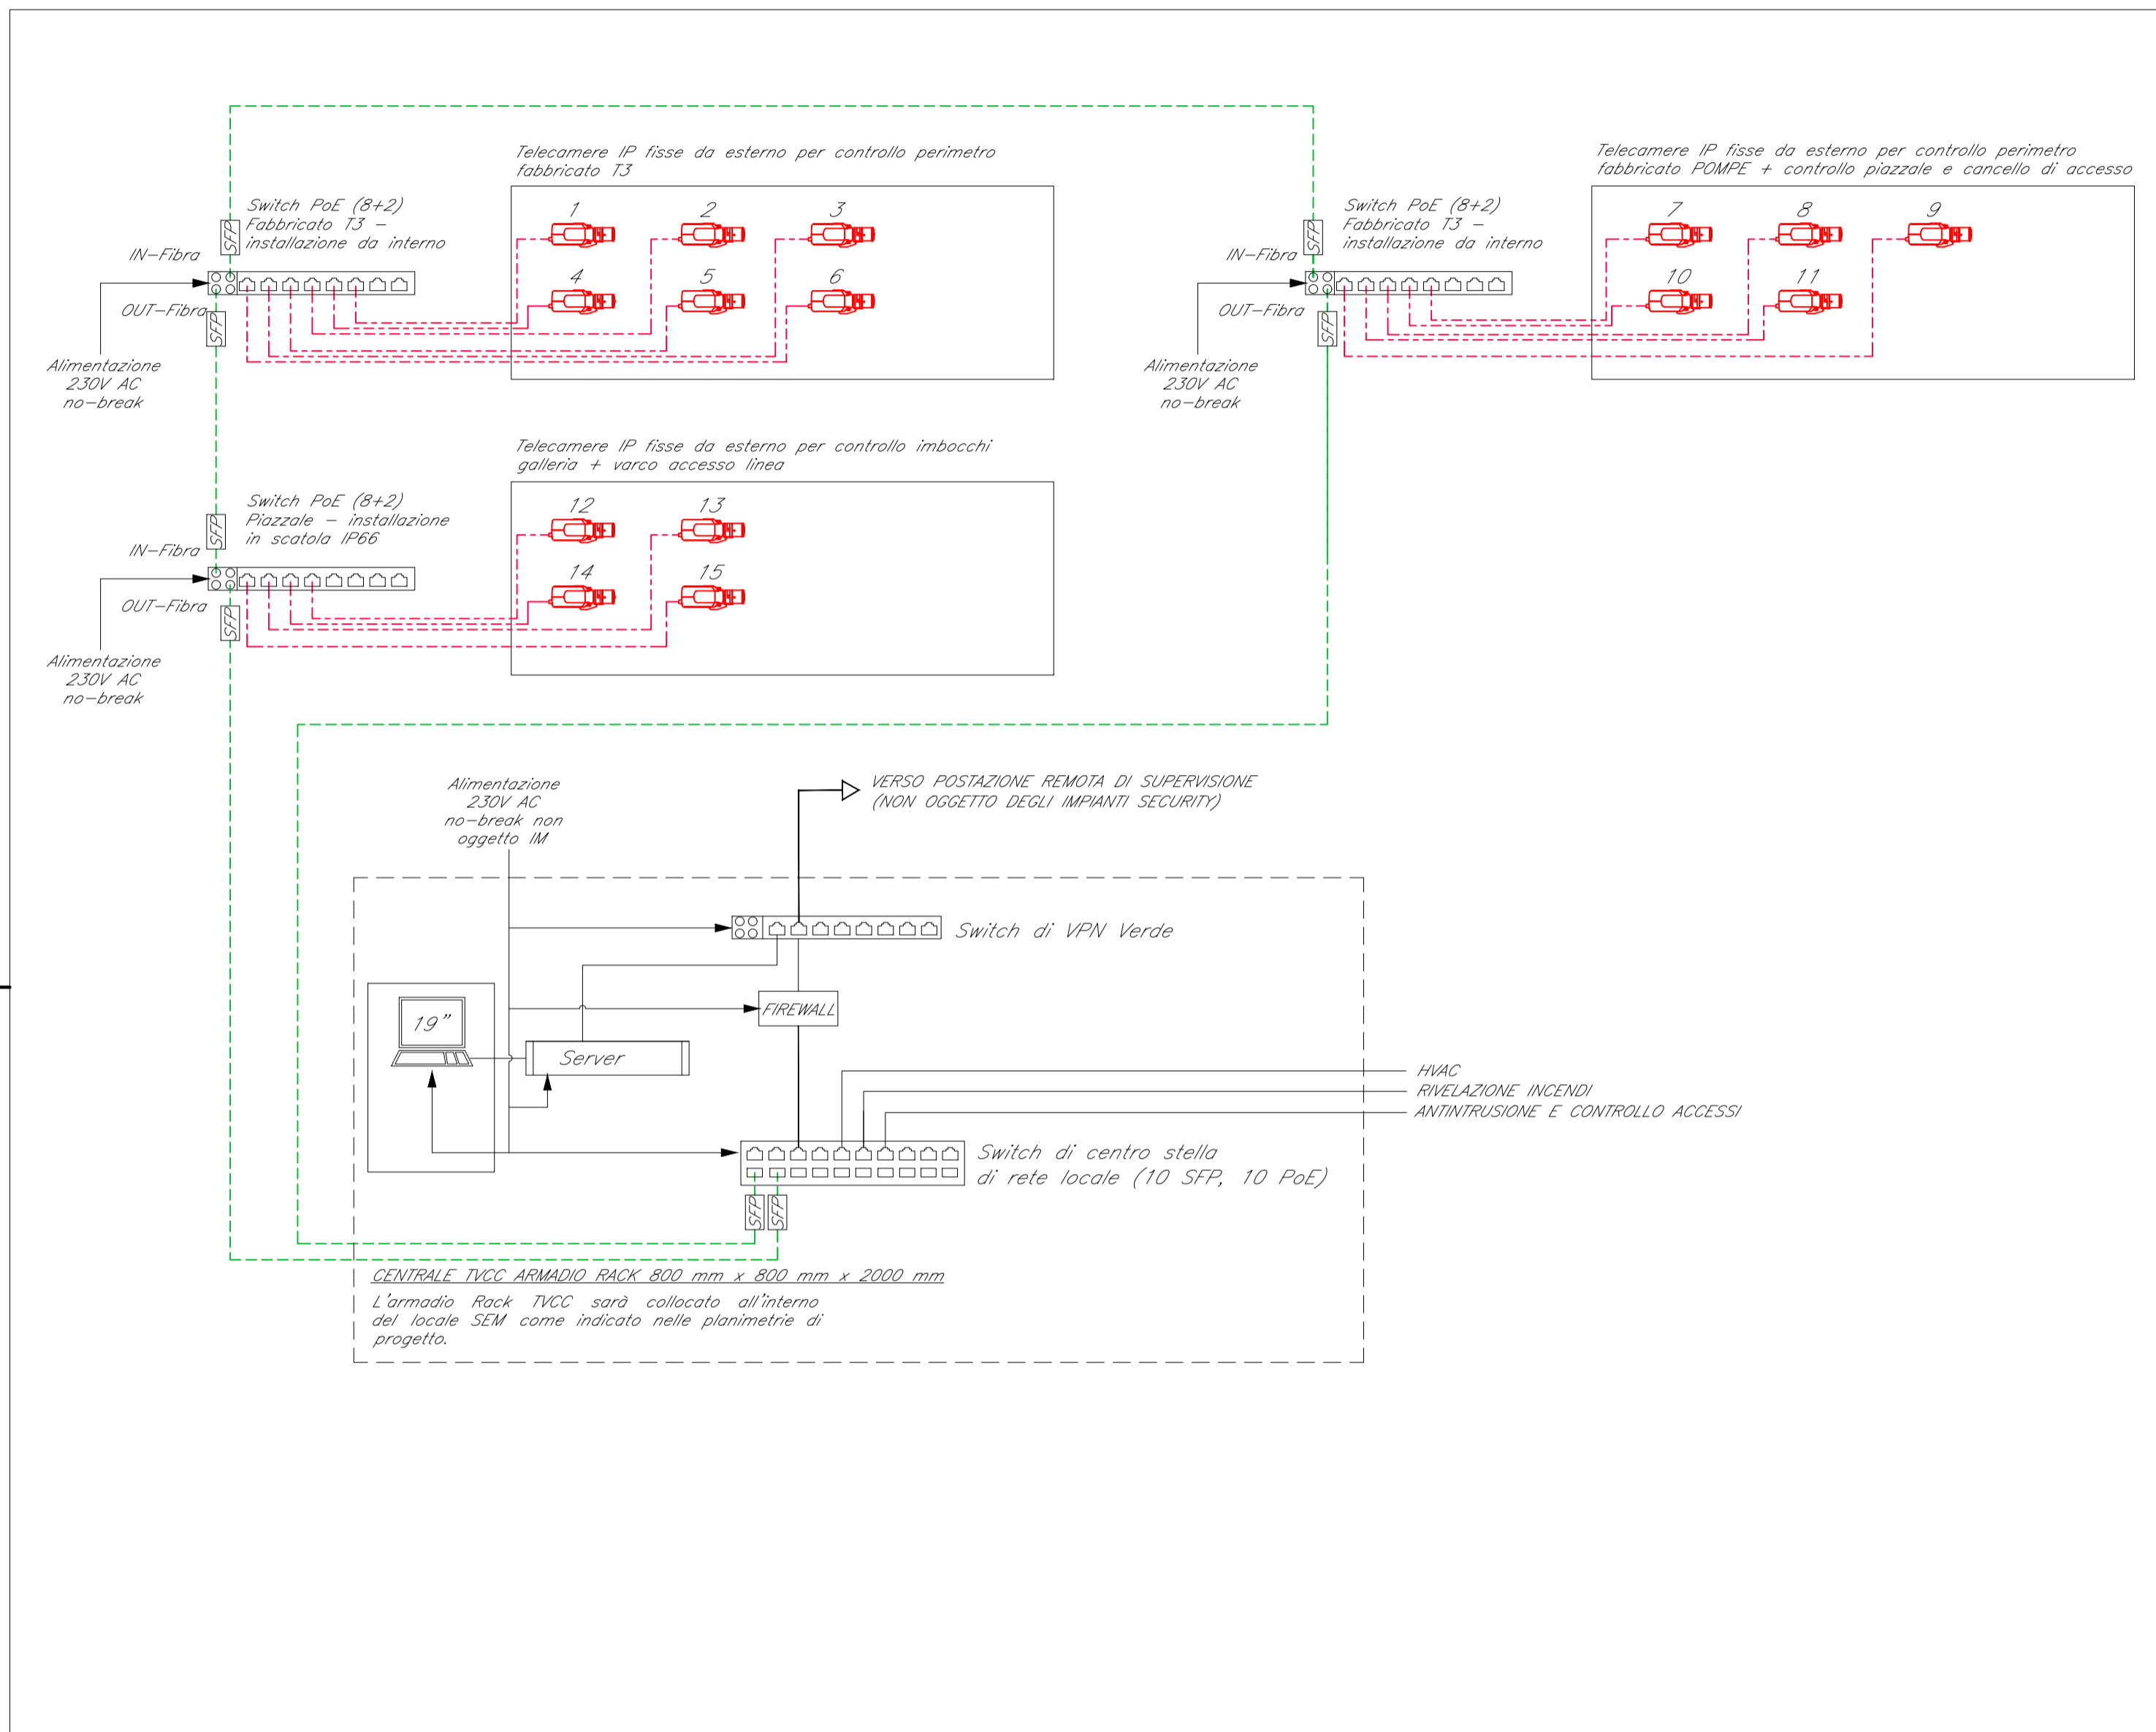 Telecamere IP fisse da esterno per controllo perimetro
fabbricato T3
Switch PoE (8+2)
Fabbricato T3 -
installazione da interno
SFP
IN-Fibra
OUT-Fibra
SFP
Alimentazione
230V AC
no-break
1
2
3
4
5
6
Telecamere IP fisse da esterno per controllo perimetro
fabbricato POMPE + controllo piazzale e cancello di accesso
Switch PoE (8+2)
Fabbricato T3 -
installazione da interno
SFP
IN-Fibra
OUT-Fibra
SFP
Alimentazione
230V AC
no-break
7
8
9
10
11
Telecamere IP fisse da esterno per controllo imbocchi
galleria + varco accesso linea
Switch PoE (8+2)
Piazzale - installazione
in scatola IP66
SFP
IN-Fibra
OUT-Fibra
SFP
Alimentazione
230V AC
no-break
12
13
14
15
Alimentazione
230V AC
no-break non
oggetto IM
VERSO POSTAZIONE REMOTA DI SUPERVISIONE
(NON OGGETTO DEGLI IMPIANTI SECURITY)
Switch di VPN Verde
19"
FIREWALL
Server
HVAC
RIVELAZIONE INCENDI
ANTINTRUSIONE E CONTROLLO ACCESSI
Switch di centro stella
di rete locale (10 SFP, 10 PoE)
SFP
SFP
CENTRALE TVCC ARMADIO RACK 800 mm x 800 mm x 2000 mm
L'armadio Rack TVCC sarà collocato all'interno
del locale SEM come indicato nelle planimetrie di
progetto.